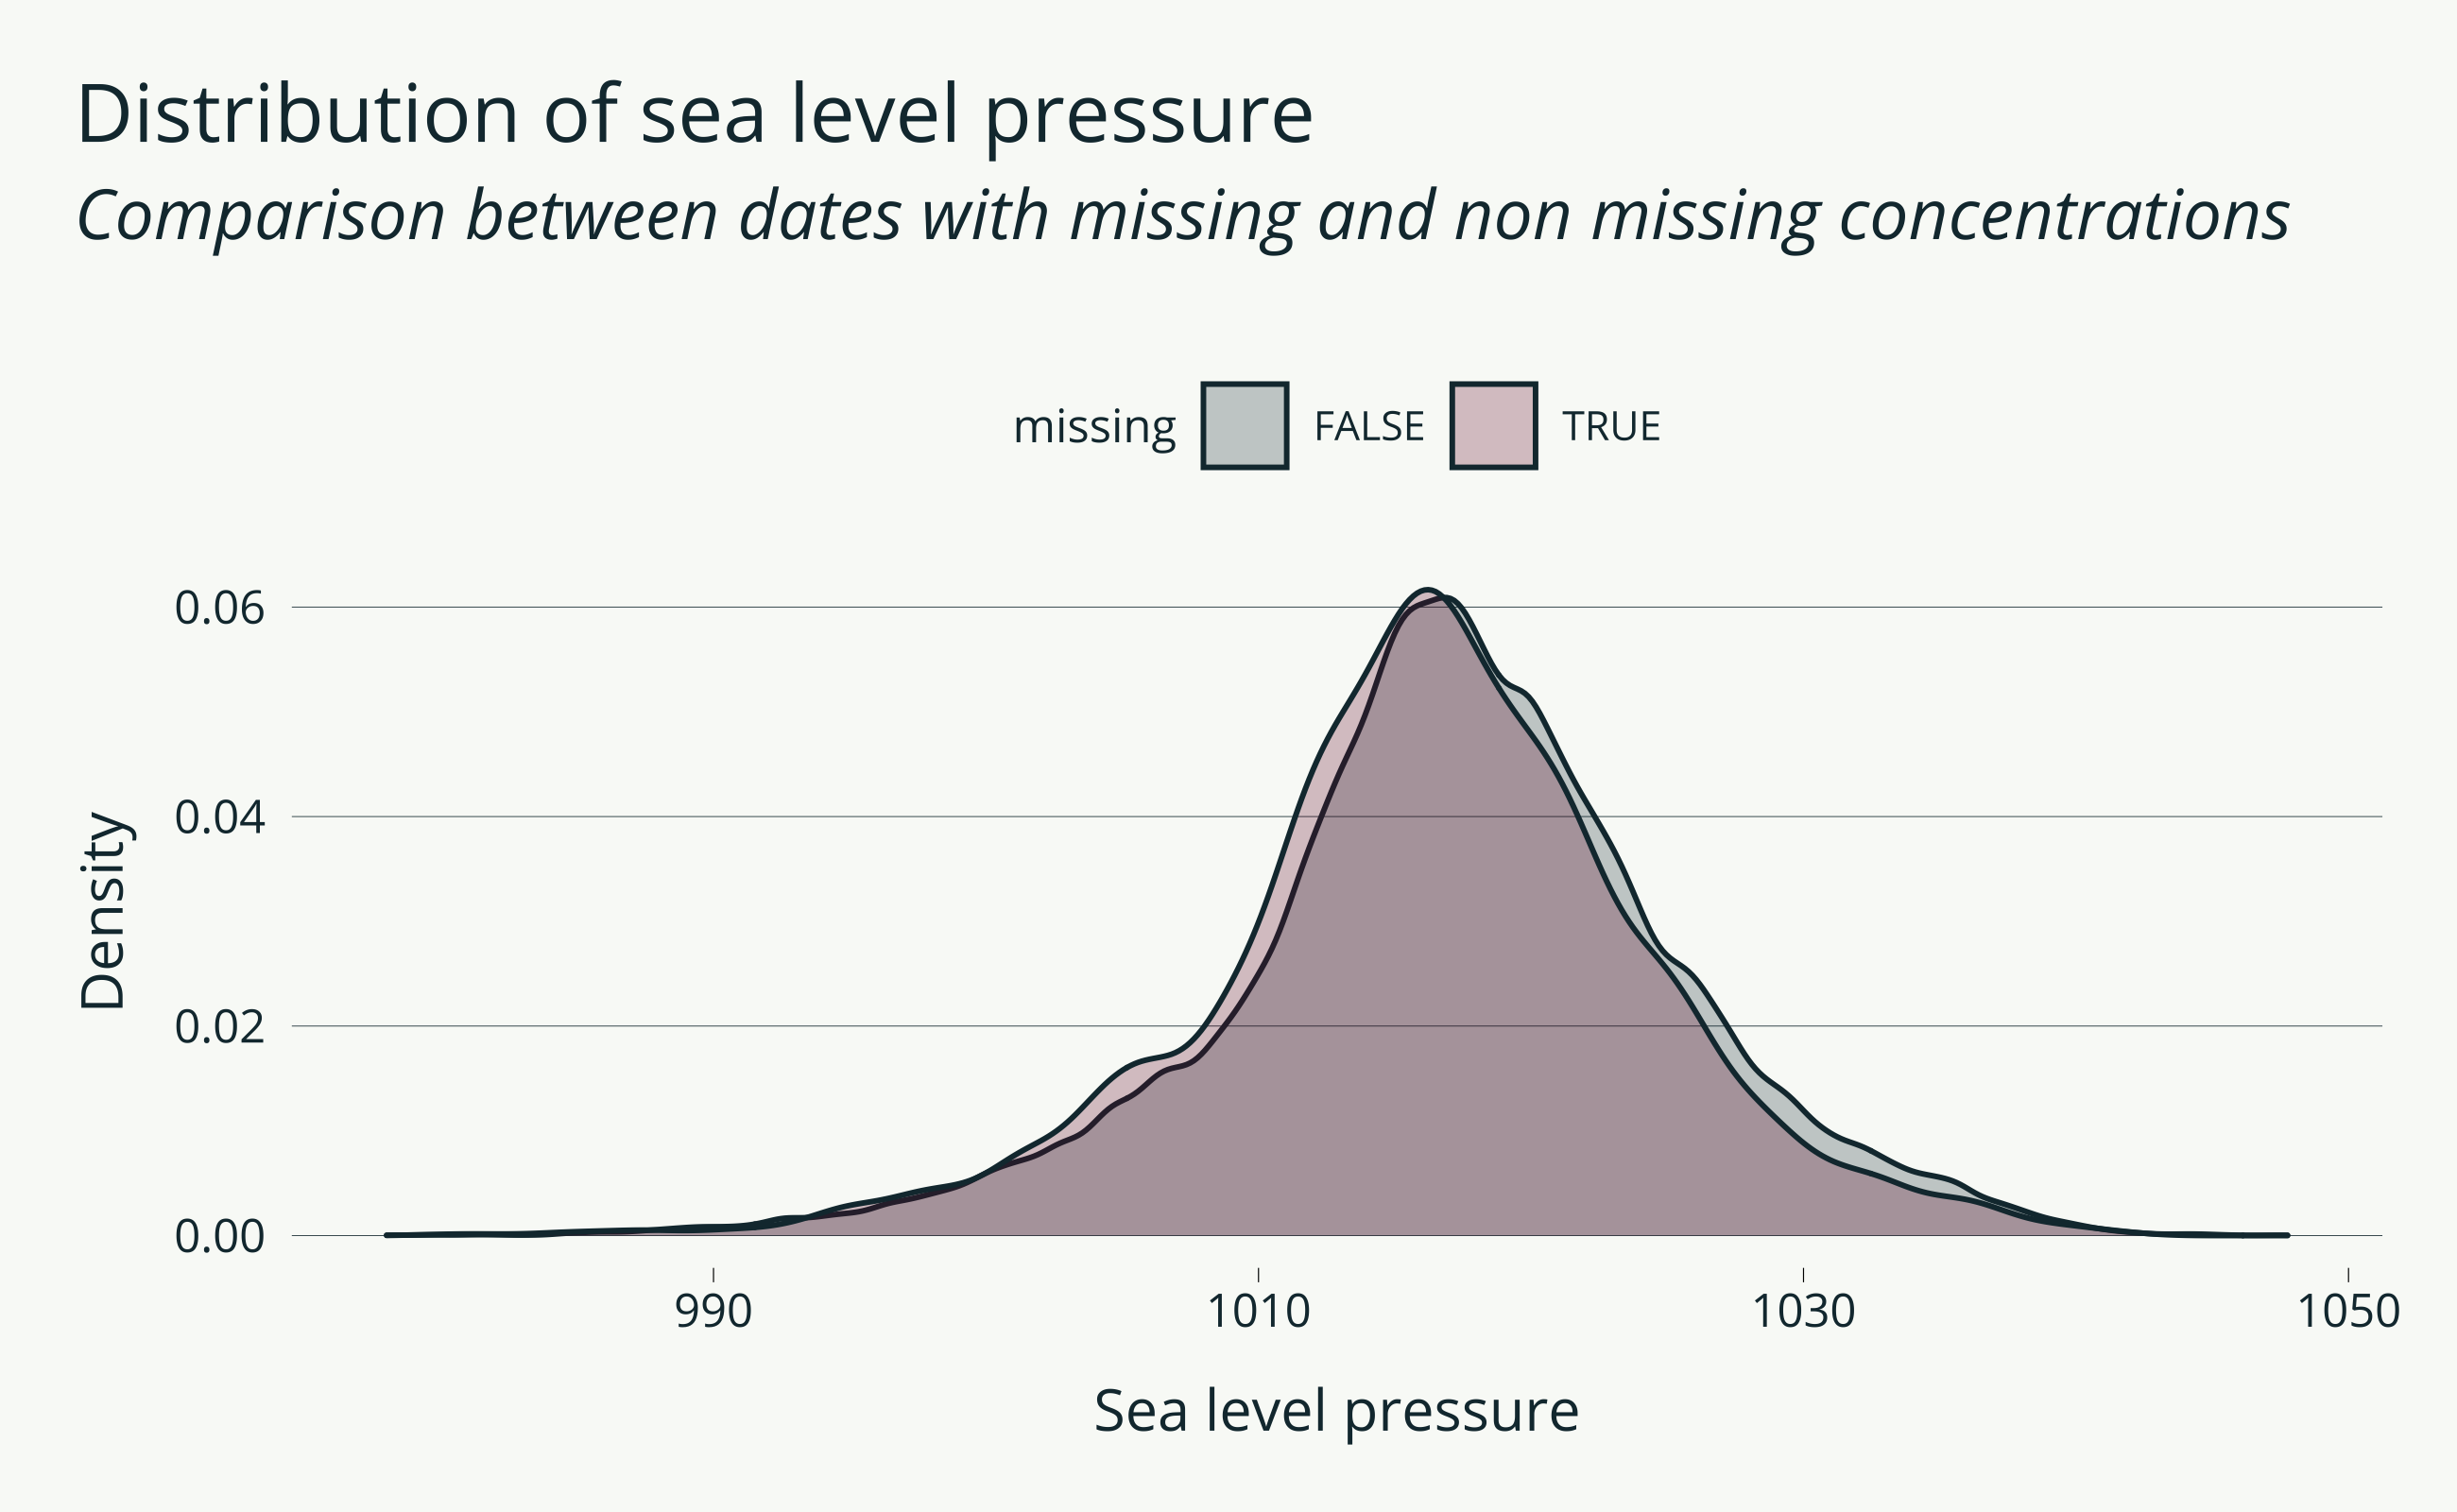 Distribution of sea level pressure
Comparison between dates with missing and non missing concentrations
missing FALSE TRUE
0.06
0.04
0.02
0.00
Density
990 1010 1030 1050
Sea level pressure